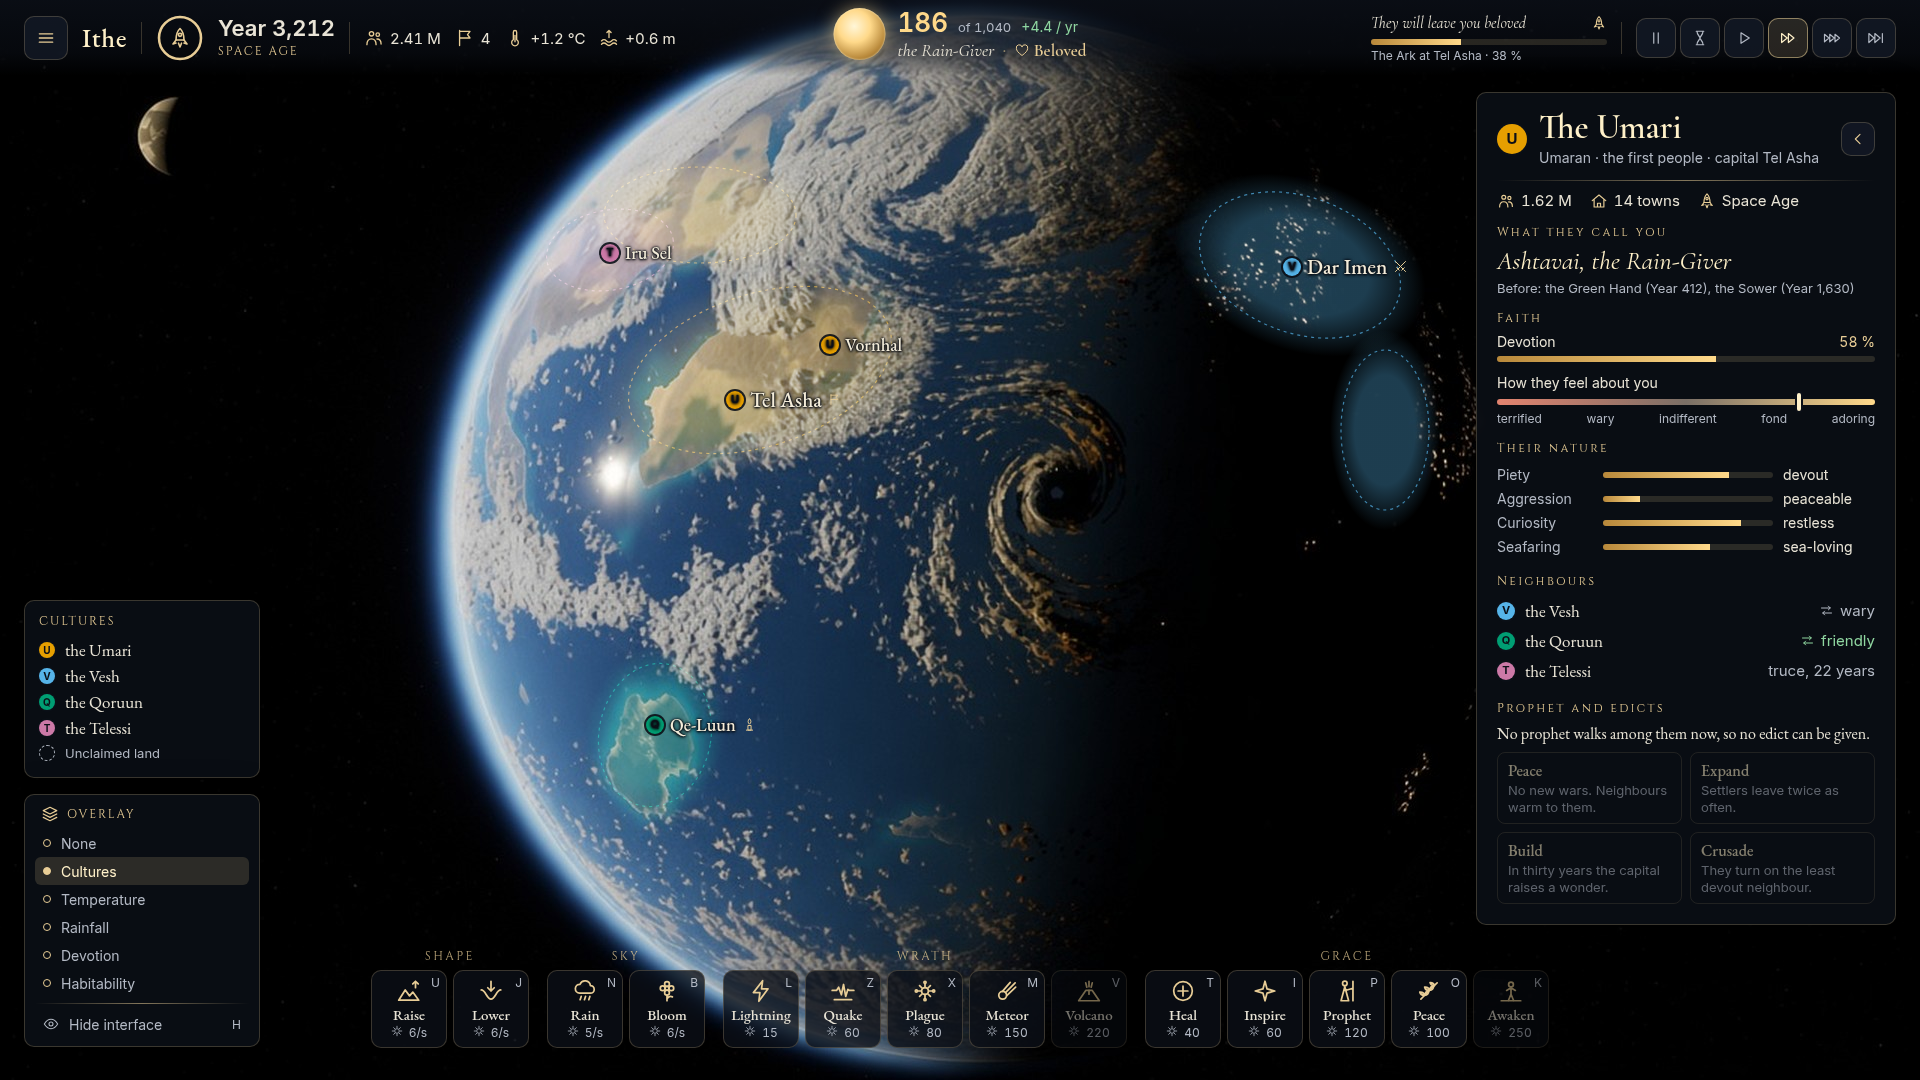 Ithe
Year 3,212
SPACE AGE
2.41 M
4
+1.2 °C
+0.6 m
186 of 1,040 +4.4 / yr
the Rain-Giver · Beloved
They will leave you beloved
The Ark at Tel Asha · 38 %
Iru Sel
Vornhal
Tel Asha
Dar Imen
Qe-Luun
T
U
U
V
Q
U
The Umari
Umaran · the first people · capital Tel Asha
1.62 M
14 towns
Space Age
WHAT THEY CALL YOU
Ashtavai, the Rain-Giver
Before: the Green Hand (Year 412), the Sower (Year 1,630)
FAITH
Devotion 58 %
How they feel about you
terrified wary indifferent fond adoring
THEIR NATURE
Piety devout
Aggression peaceable
Curiosity restless
Seafaring sea-loving
NEIGHBOURS
V the Vesh wary
Q the Qoruun friendly
T the Telessi truce, 22 years
PROPHET AND EDICTS
No prophet walks among them now, so no edict can be given.
Peace
No new wars. Neighbours
warm to them.
Expand
Settlers leave twice as
often.
Build
In thirty years the capital
raises a wonder.
Crusade
They turn on the least
devout neighbour.
CULTURES
U the Umari
V the Vesh
Q the Qoruun
T the Telessi
Unclaimed land
OVERLAY
None
Cultures
Temperature
Rainfall
Devotion
Habitability
Hide interface H
SHAPE
U
Raise
6/s
J
Lower
6/s
SKY
N
Rain
5/s
B
Bloom
6/s
WRATH
L
Lightning
15
Z
Quake
60
X
Plague
80
M
Meteor
150
V
Volcano
220
GRACE
T
Heal
40
I
Inspire
60
P
Prophet
120
O
Peace
100
K
Awaken
250